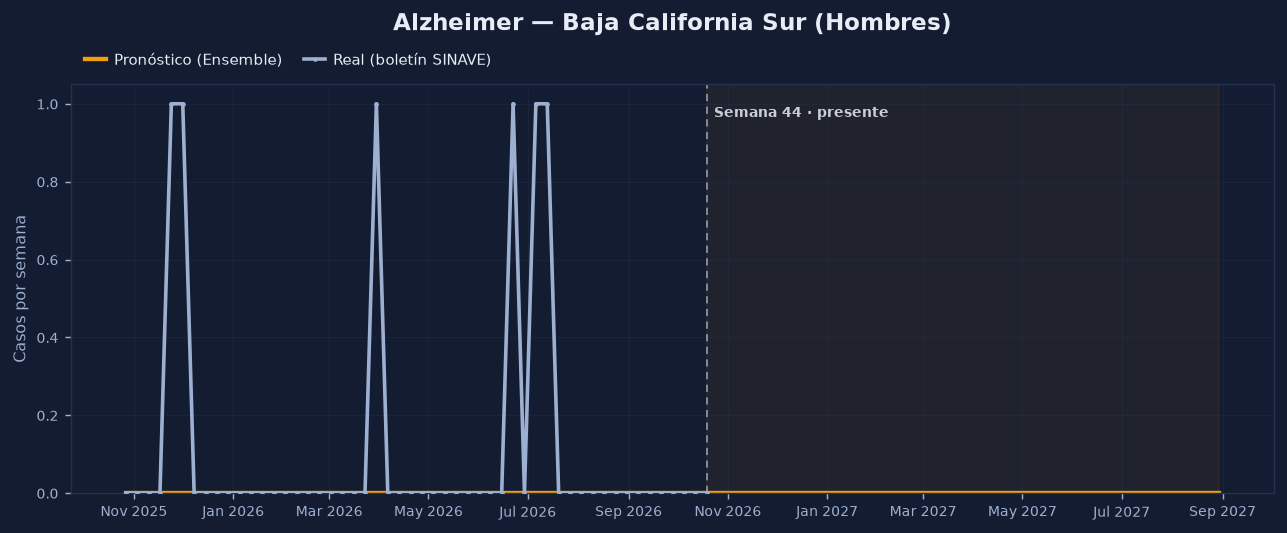 Alzheimer — Baja California Sur (Hombres)
Pronóstico (Ensemble)
Real (boletín SINAVE)
Semana 44 · presente
Casos por semana
1.0
0.8
0.6
0.4
0.2
0.0
Nov 2025
Jan 2026
Mar 2026
May 2026
Jul 2026
Sep 2026
Nov 2026
Jan 2027
Mar 2027
May 2027
Jul 2027
Sep 2027